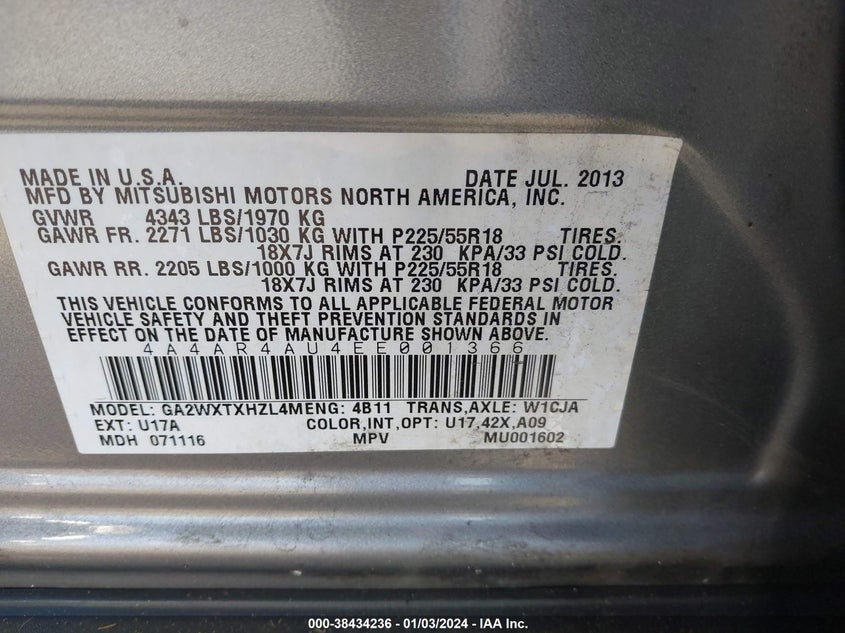 MADE IN U.S.A. DATE JUL. 2013
MFD BY MITSUBISHI MOTORS NORTH AMERICA, INC.
GVWR 4343 LBS/1970 KG
GAWR FR. 2271 LBS/1030 KG WITH P225/55R18 TIRES.
18X7J RIMS AT 230 KPA/33 PSI COLD.
GAWR RR. 2205 LBS/1000 KG WITH P225/55R18 TIRES.
18X7J RIMS AT 230 KPA/33 PSI COLD.
THIS VEHICLE CONFORMS TO ALL APPLICABLE FEDERAL MOTOR
VEHICLE SAFETY AND THEFT PREVENTION STANDARDS IN
EFFECT ON THE DATE OF MANUFACTURE SHOWN ABOVE.
4A4AR4AU4EE001366
MODEL: GA2WXTXHZL4MENG: 4B11 TRANS,AXLE: W1CJA
EXT: U17A COLOR,INT,OPT: U17,42X,A09
MDH 071116 MPV MU001602
000-38434236 - 01/03/2024 - IAA Inc.